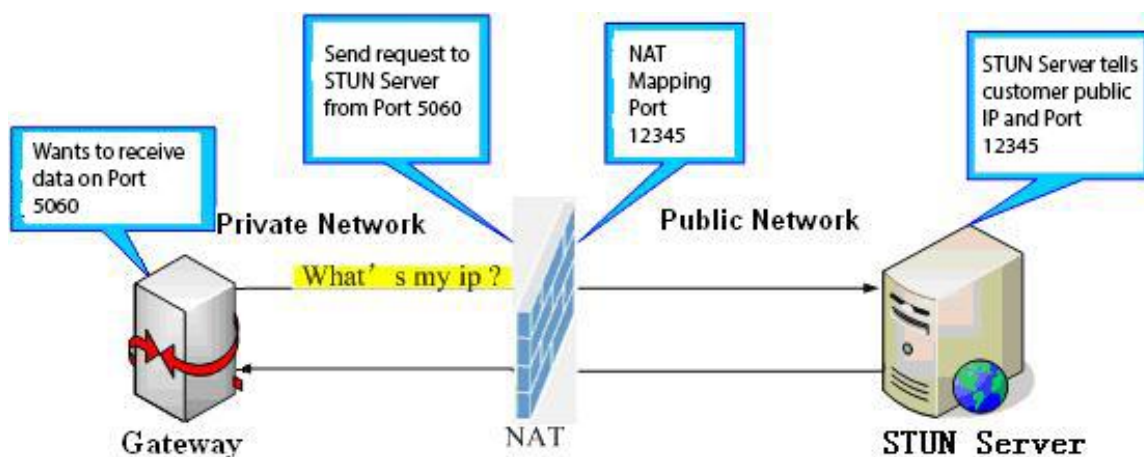 Send request to
STUN Server
from Port 5060
NAT
Mapping
Port
12345
STUN Server tells
customer public
IP and Port
12345
Wants to receive
data on Port
5060
Private Network
Public Network
What’s my ip ?
Gateway
NAT
STUN Server